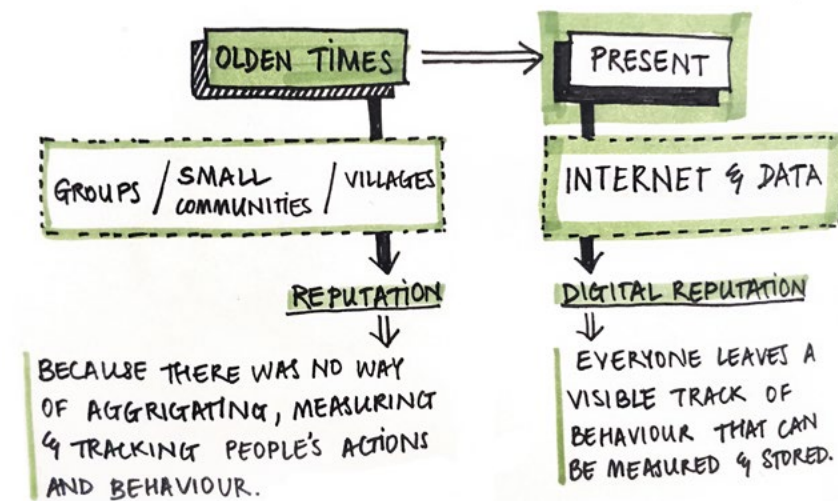 OLDEN TIMES
PRESENT
GROUPS / SMALL COMMUNITIES / VILLAGES
INTERNET & DATA
REPUTATION
DIGITAL REPUTATION
BECAUSE THERE WAS NO WAY
OF AGGRIGATING, MEASURING
& TRACKING PEOPLE'S ACTIONS
AND BEHAVIOUR.
EVERYONE LEAVES A
VISIBLE TRACK OF
BEHAVIOUR THAT CAN
BE MEASURED & STORED.